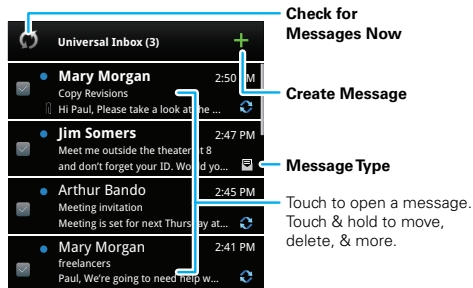 Check for
Messages Now
Universal Inbox (3)
Create Message
Mary Morgan 2:50
Copy Revisions
Hi Paul, Please take a look at the ...
Jim Somers 2:47 PM
Meet me outside the theater at 8
and don't forget your ID. Would yo...
Message Type
Arthur Bando 2:45 PM
Meeting invitation
Meeting is set for next Thursday at...
Touch to open a message.
Touch & hold to move,
delete, & more.
Mary Morgan 2:41 PM
freelancers
Paul, We're going to need help w...